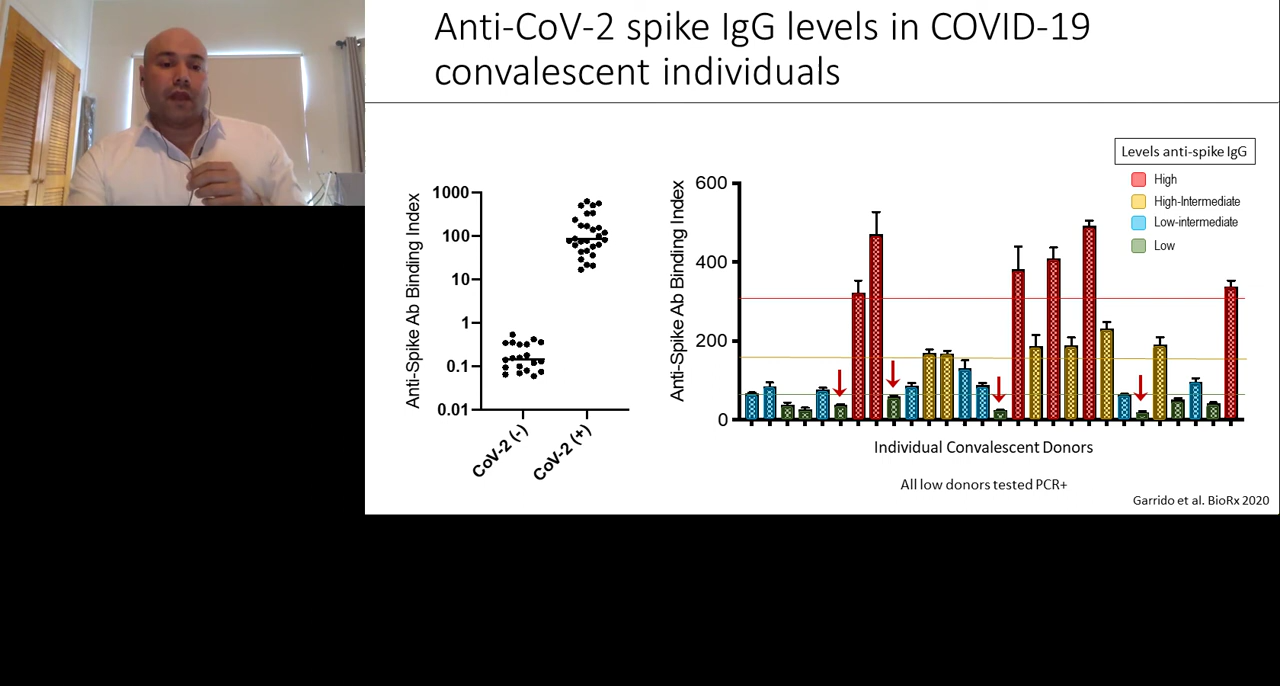 Anti-CoV-2 spike IgG levels in COVID-19
convalescent individuals
Anti-Spike Ab Binding Index
1000
100
10
1
0.1
0.01
CoV-2 (-)
CoV-2 (+)
Levels anti-spike IgG
High
High-Intermediate
Low-intermediate
Low
Anti-Spike Ab Binding Index
600
400
200
0
Individual Convalescent Donors
All low donors tested PCR+
Garrido et al. BioRx 2020